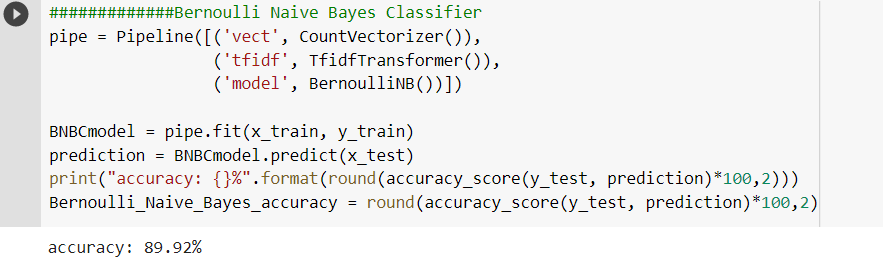 #############Bernoulli Naive Bayes Classifier
pipe = Pipeline([('vect', CountVectorizer()),
('tfidf', TfidfTransformer()),
('model', BernoulliNB())])
BNBCmodel = pipe.fit(x_train, y_train)
prediction = BNBCmodel.predict(x_test)
print("accuracy: {}%".format(round(accuracy_score(y_test, prediction)*100,2)))
Bernoulli_Naive_Bayes_accuracy = round(accuracy_score(y_test, prediction)*100,2)
accuracy: 89.92%